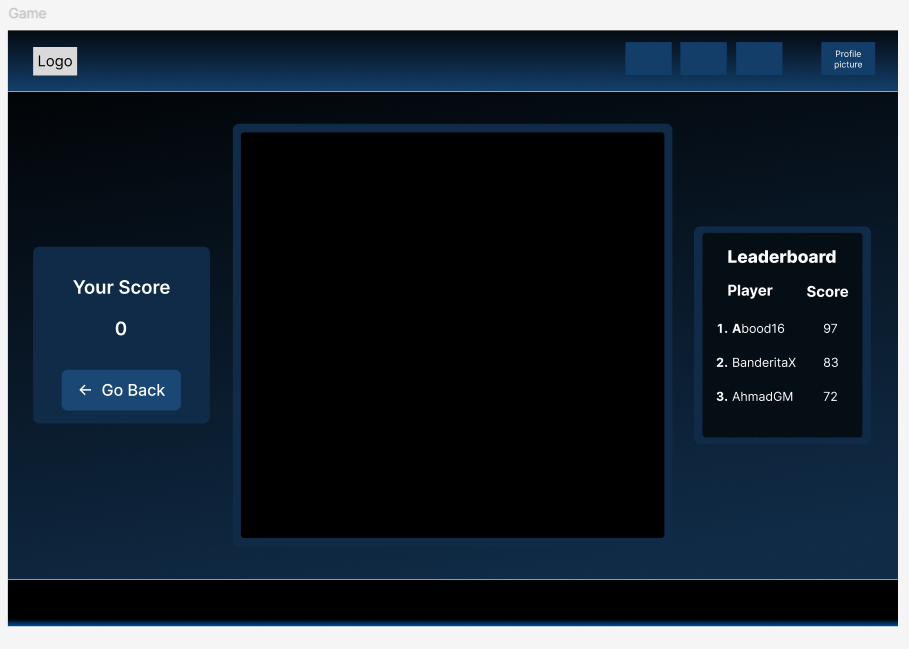 Game
Logo
Profile
picture
Your Score
0
← Go Back
Leaderboard
Player Score
1. Abood16 97
2. BanderitaX 83
3. AhmadGM 72